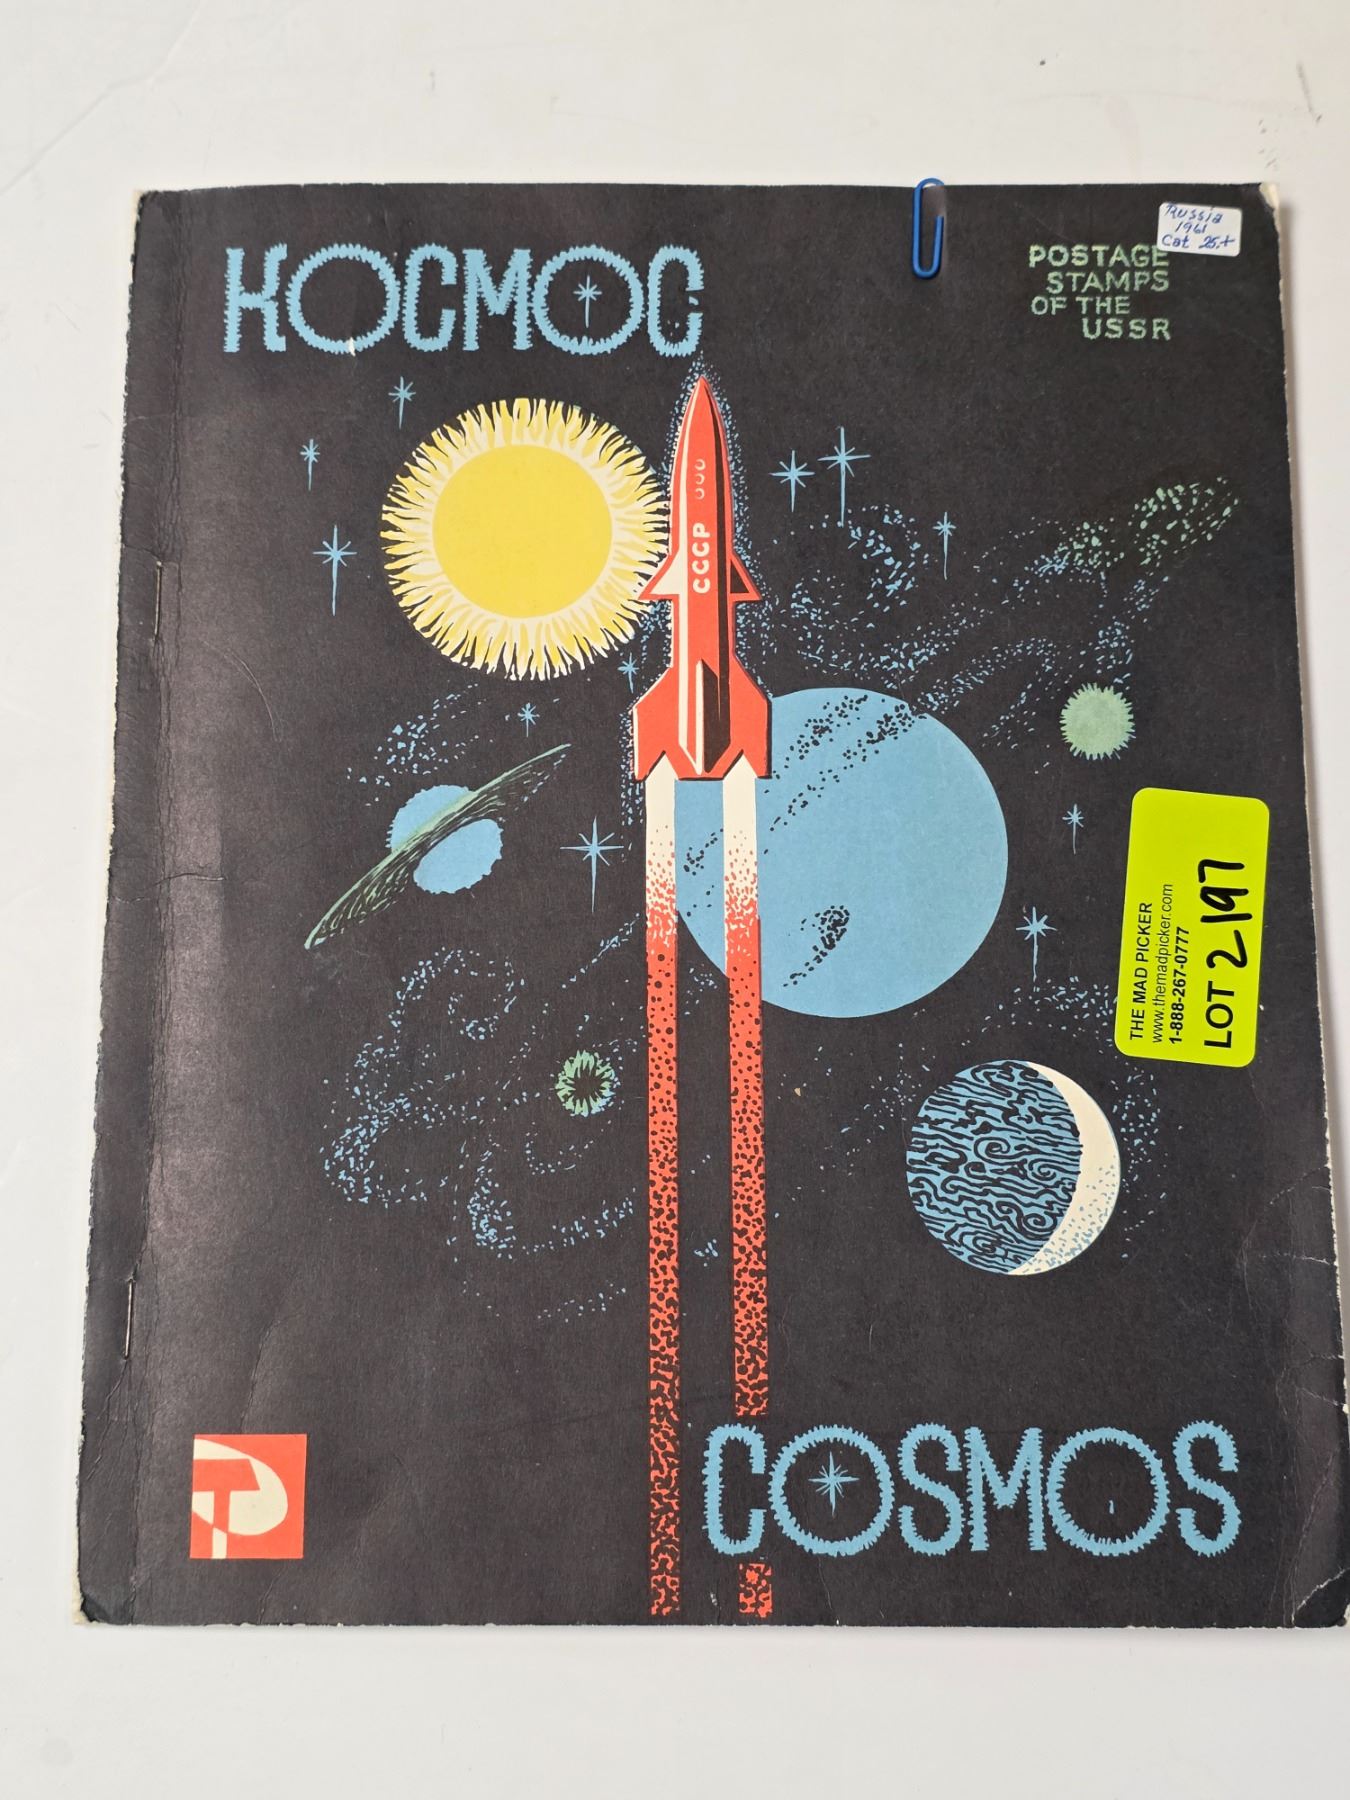 КОСМОС
Russia
1961
Cat 25.+
POSTAGE
STAMPS
OF THE
USSR
СССР
THE MAD PICKER
www.themadpicker.com
1-888-267-0777
LOT 2197
COSMOS